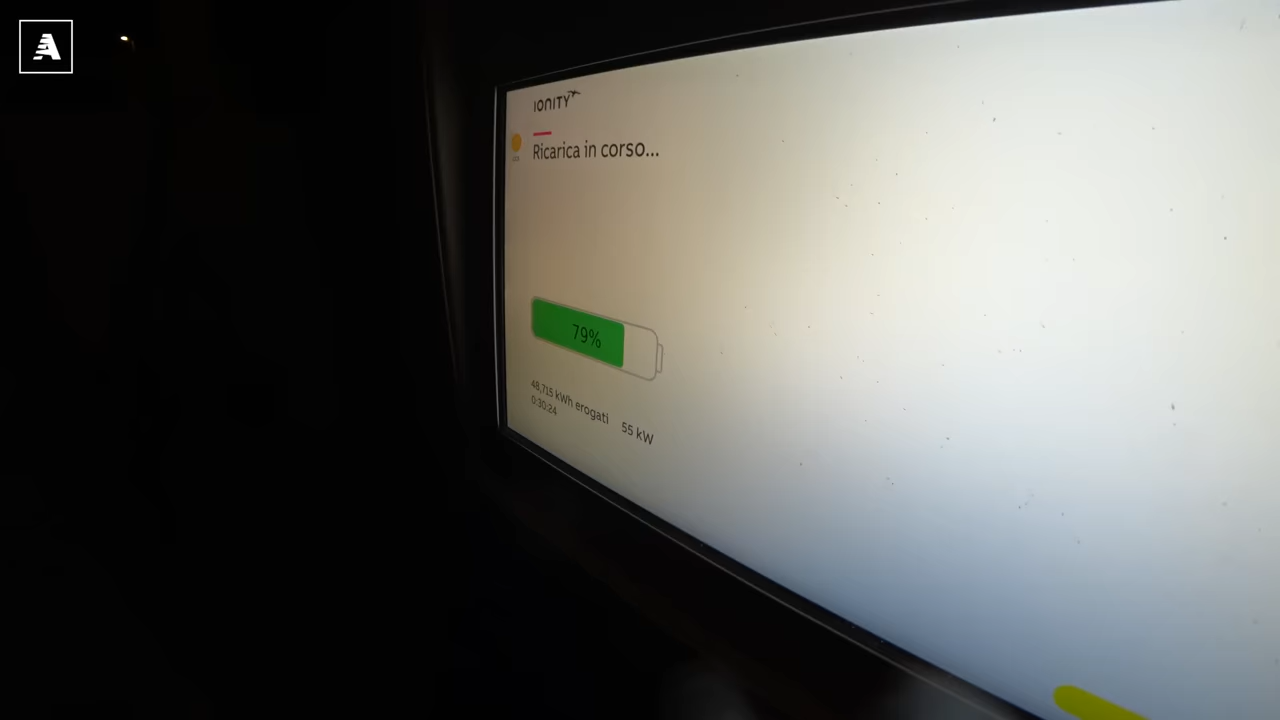 IONITY
Ricarica in corso...
79%
48,715 kWh erogati
0:30:24
55 kW